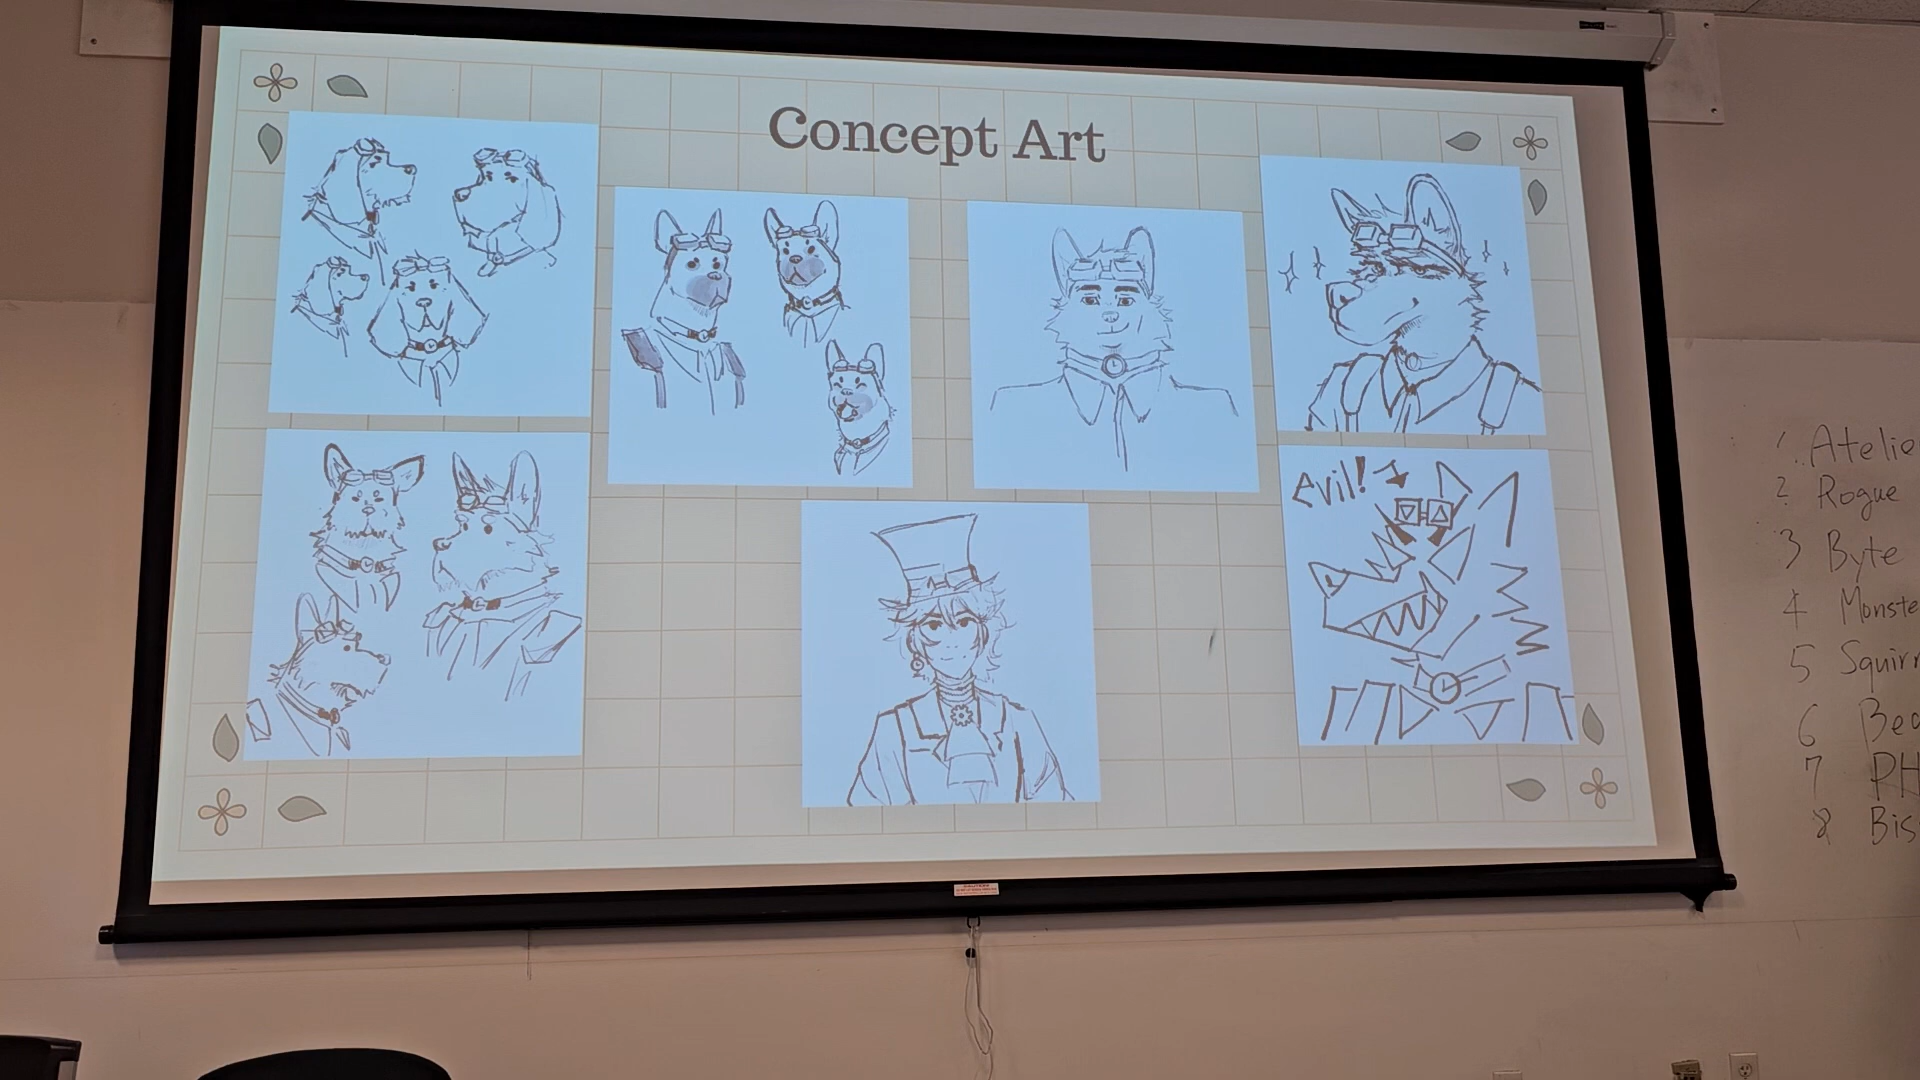 Concept Art
evil!
1. Atelie
2 Rogue
3 Byte
4 Monste
5 Squirr
6 Bea
7 PH
8 Bis